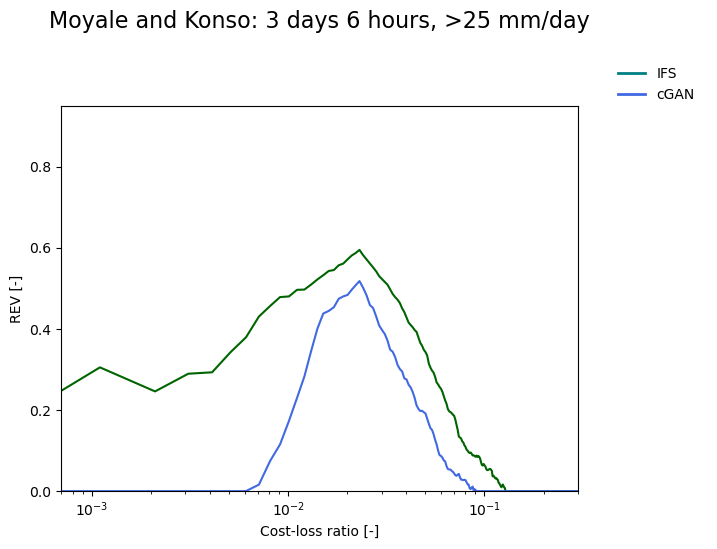 Moyale and Konso: 3 days 6 hours, >25 mm/day
IFS
cGAN
0.8
0.6
0.4
0.2
0.0
REV [-]
10⁻³
10⁻²
10⁻¹
Cost-loss ratio [-]